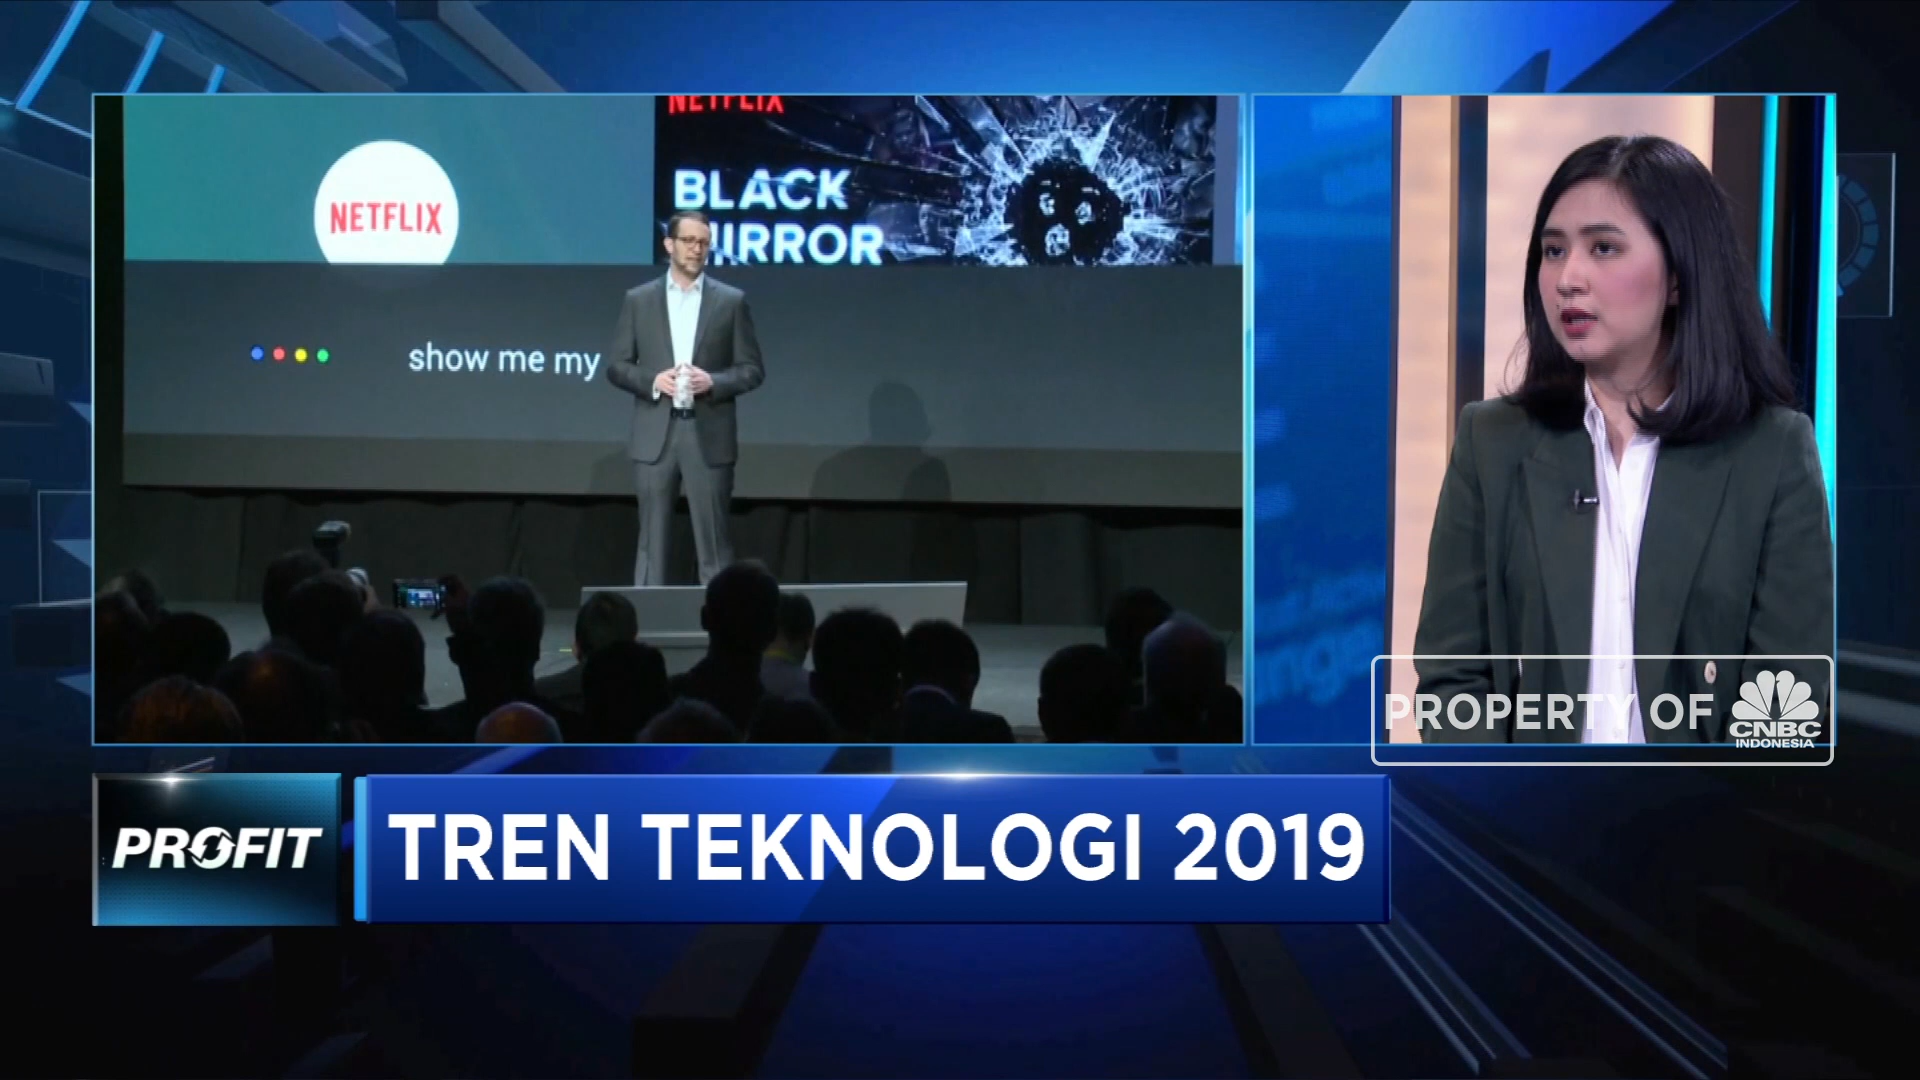 NETFLIX
NETFLIX
BLACK
MIRROR
show me my
PROPERTY OF
CNBC
INDONESIA
PROFIT
TREN TEKNOLOGI 2019